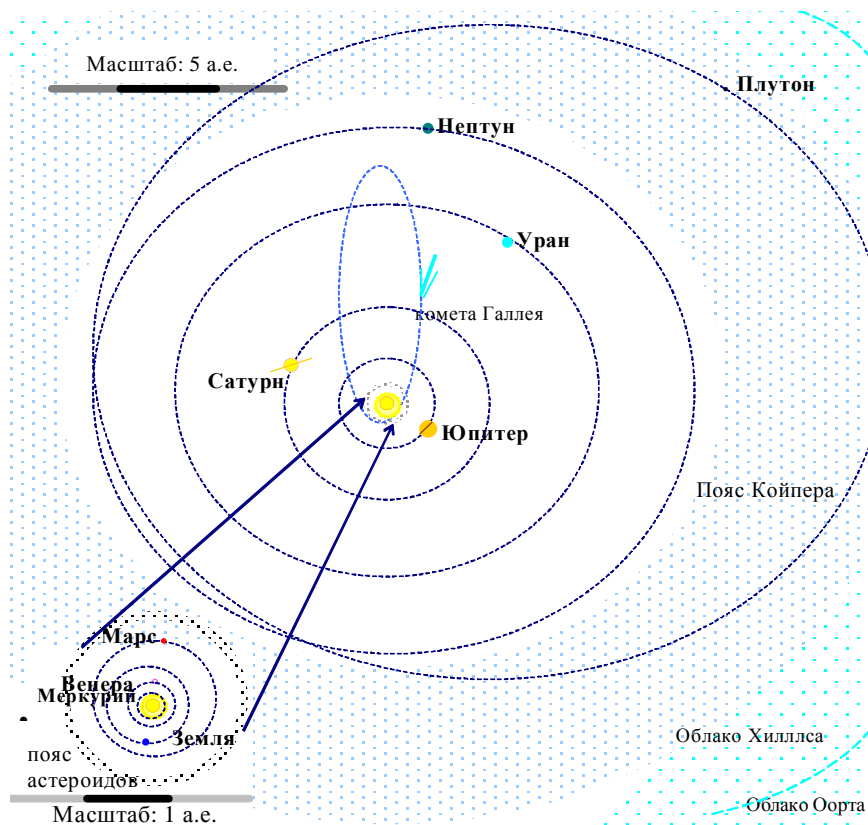 Масштаб: 5 а.е.
Плутон
Нептун
Уран
комета Галлея
Сатурн
Юпитер
Пояс Койпера
Марс
Венера
Меркурий
Земля
Облако Хилллса
пояс
астероидов
Облако Оорта
Масштаб: 1 а.е.